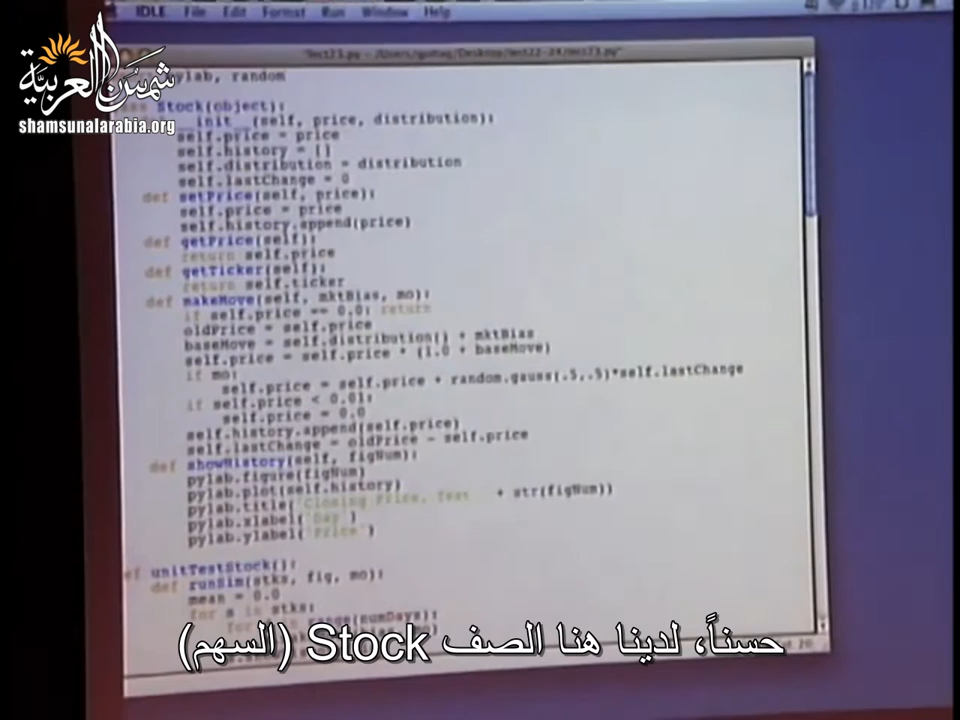 IDLE File Edit Format Run Window Help
شمس العربية
shamsunalarabia.org
pylab, random
Stock(object):
__init__(self, price, distribution):
self.price = price
self.history = []
self.distribution = distribution
self.lastChange = 0
def setPrice(self, price):
self.price = price
self.history.append(price)
def getPrice(self):
return self.price
def getTicker(self):
return self.ticker
def makeMove(self, mktBias, mo):
if self.price == 0.0: return
oldPrice = self.price
baseMove = self.distribution() + mktBias
self.price = self.price * (1.0 + baseMove)
if mo:
self.price = self.price + random.gauss(.5,.5)*self.lastChange
if self.price < 0.01:
self.price = 0.0
self.history.append(self.price)
self.lastChange = oldPrice - self.price
def showHistory(self, figNum):
pylab.figure(figNum)
pylab.plot(self.history)
pylab.title('Closing Price, Test ' + str(figNum))
pylab.xlabel('Day')
pylab.ylabel('Price')
def unitTestStock():
def runSim(stks, fig, mo):
mean = 0.0
for s in stks:
for range(numDays):
حسناً، لدينا هنا الصف Stock (السهم)